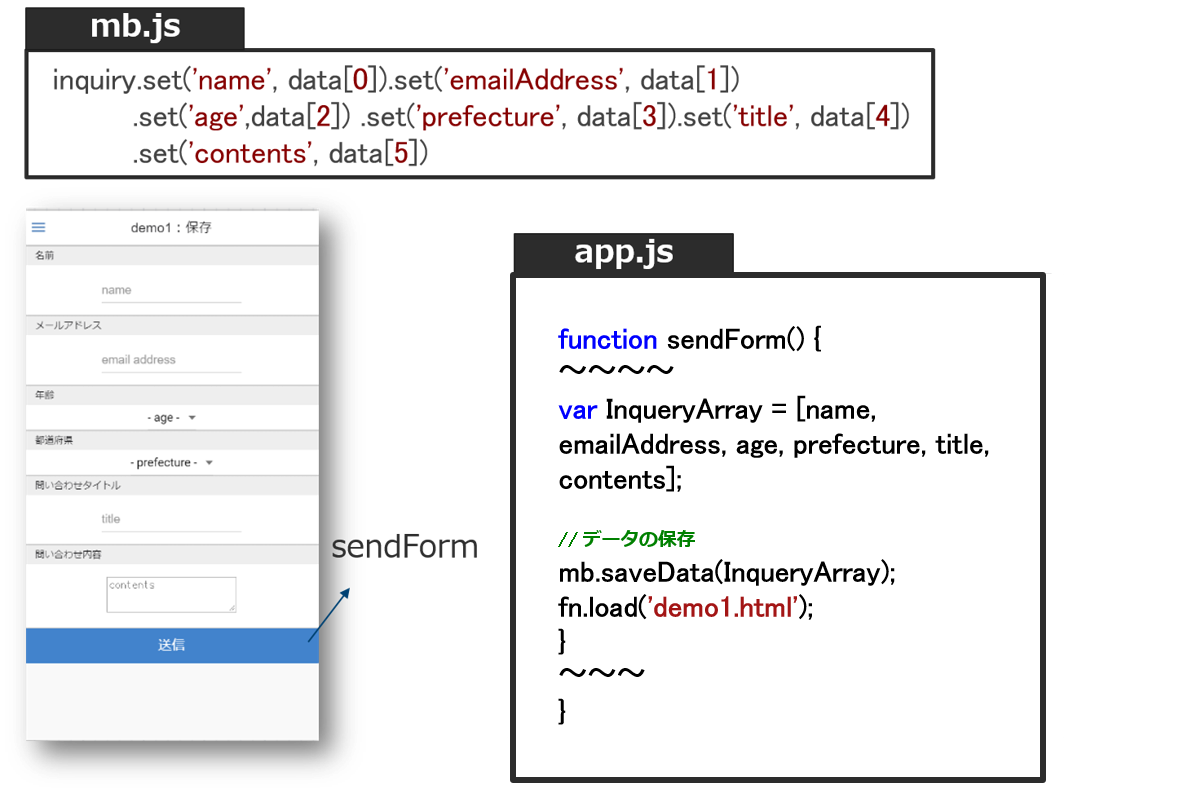 mb.js
inquiry.set('name', data[0]).set('emailAddress', data[1])
.set('age',data[2]) .set('prefecture', data[3]).set('title', data[4])
.set('contents', data[5])
demo1：保存
名前
name
メールアドレス
email address
年齢
- age -
都道府県
- prefecture -
問い合わせタイトル
title
問い合わせ内容
contents
送信
sendForm
app.js
function sendForm() {
～～～～
var InqueryArray = [name,
emailAddress, age, prefecture, title,
contents];
// データの保存
mb.saveData(InqueryArray);
fn.load('demo1.html');
}
～～～
}